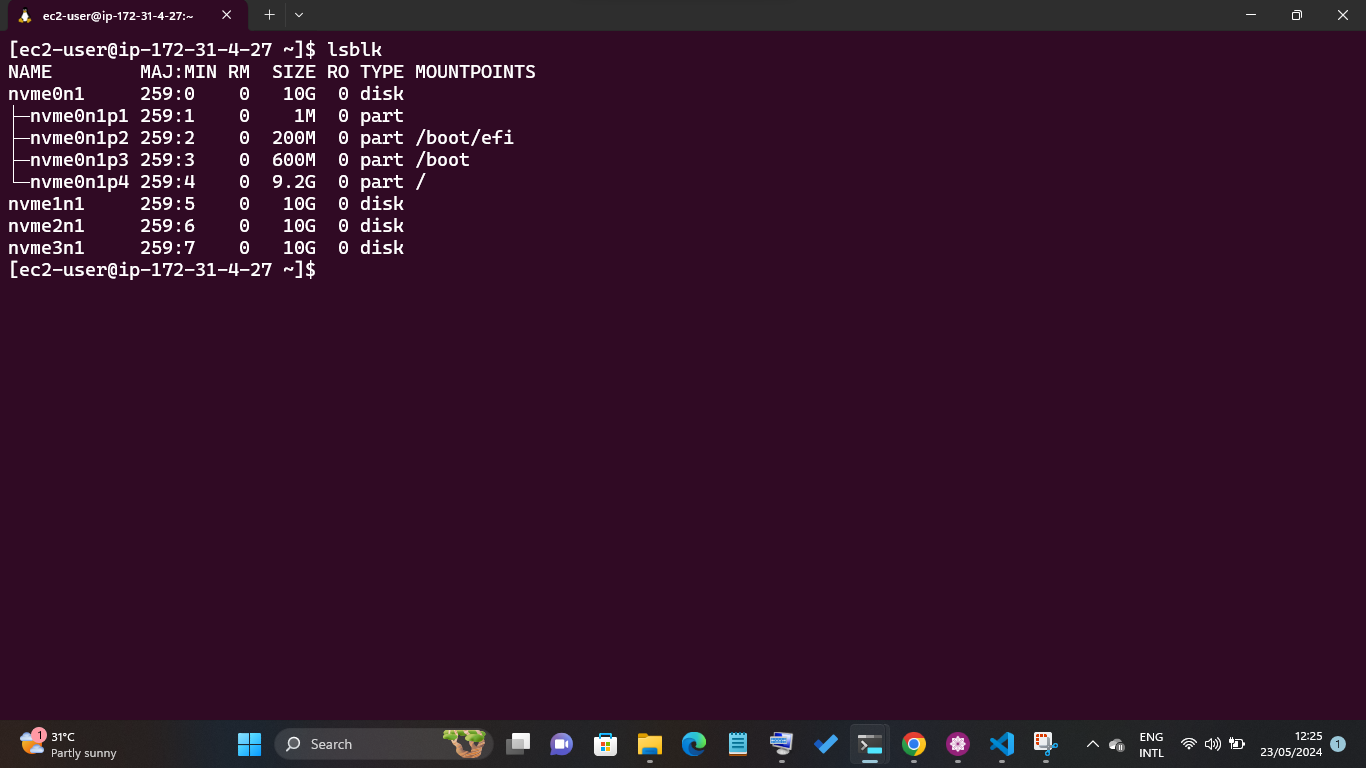 ec2-user@ip-172-31-4-27:~
[ec2-user@ip-172-31-4-27 ~]$ lsblk
NAME        MAJ:MIN RM  SIZE RO TYPE MOUNTPOINTS
nvme0n1     259:0    0   10G  0 disk
├─nvme0n1p1 259:1    0    1M  0 part
├─nvme0n1p2 259:2    0  200M  0 part /boot/efi
├─nvme0n1p3 259:3    0  600M  0 part /boot
└─nvme0n1p4 259:4    0  9.2G  0 part /
nvme1n1     259:5    0   10G  0 disk
nvme2n1     259:6    0   10G  0 disk
nvme3n1     259:7    0   10G  0 disk
[ec2-user@ip-172-31-4-27 ~]$
1
31°C
Partly sunny
Search
ENG
INTL
12:25
23/05/2024
1